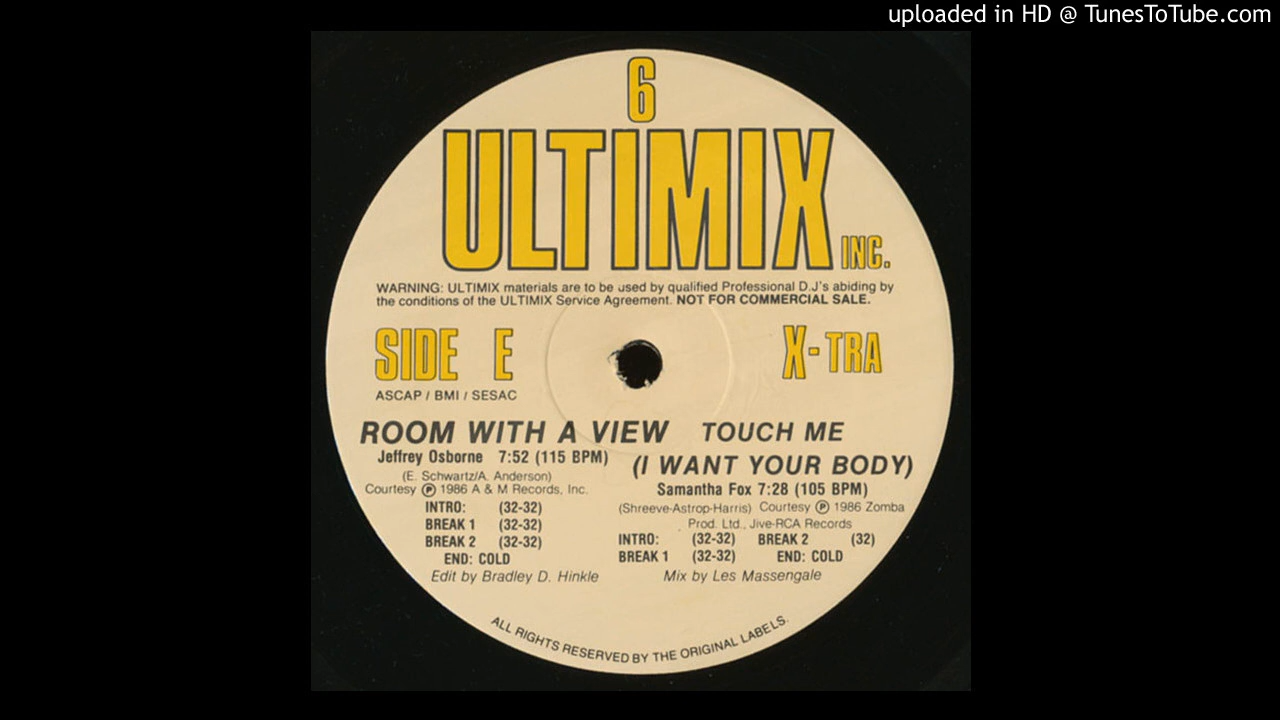 uploaded in HD @ TunesToTube.com
6
ULTIMIX INC.
WARNING: ULTIMIX materials are to be used by qualified Professional D.J's abiding by
the conditions of the ULTIMIX Service Agreement. NOT FOR COMMERCIAL SALE.
SIDE E
X-TRA
ASCAP / BMI / SESAC
ROOM WITH A VIEW
Jeffrey Osborne 7:52 (115 BPM)
(E. Schwartz/A. Anderson)
Courtesy Ⓟ 1986 A & M Records, Inc.
INTRO: (32-32)
BREAK 1 (32-32)
BREAK 2 (32-32)
END: COLD
Edit by Bradley D. Hinkle
TOUCH ME
(I WANT YOUR BODY)
Samantha Fox 7:28 (105 BPM)
(Shreeve-Astrop-Harris) Courtesy Ⓟ 1986 Zomba
Prod. Ltd., Jive-RCA Records
INTRO: (32-32) BREAK 2 (32)
BREAK 1 (32-32) END: COLD
Mix by Les Massengale
ALL RIGHTS RESERVED BY THE ORIGINAL LABELS.